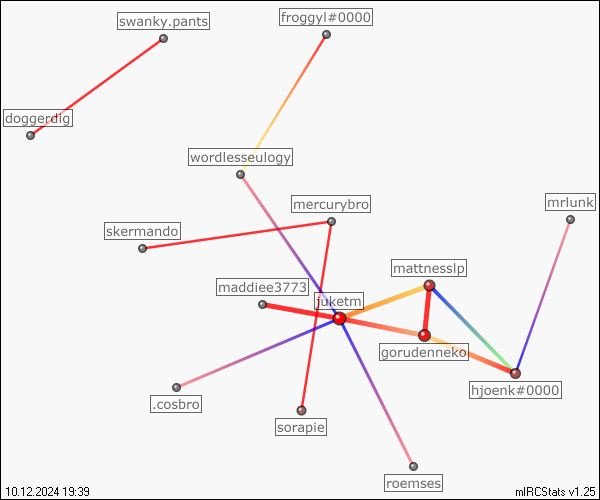 froggyl#0000
swanky.pants
doggerdig
wordlesseulogy
mercurybro
mrlunk
skermando
mattnesslp
maddiee3773
juketm
gorudenneko
hjoenk#0000
.cosbro
sorapie
roemses
10.12.2024 19:39
mIRCStats v1.25